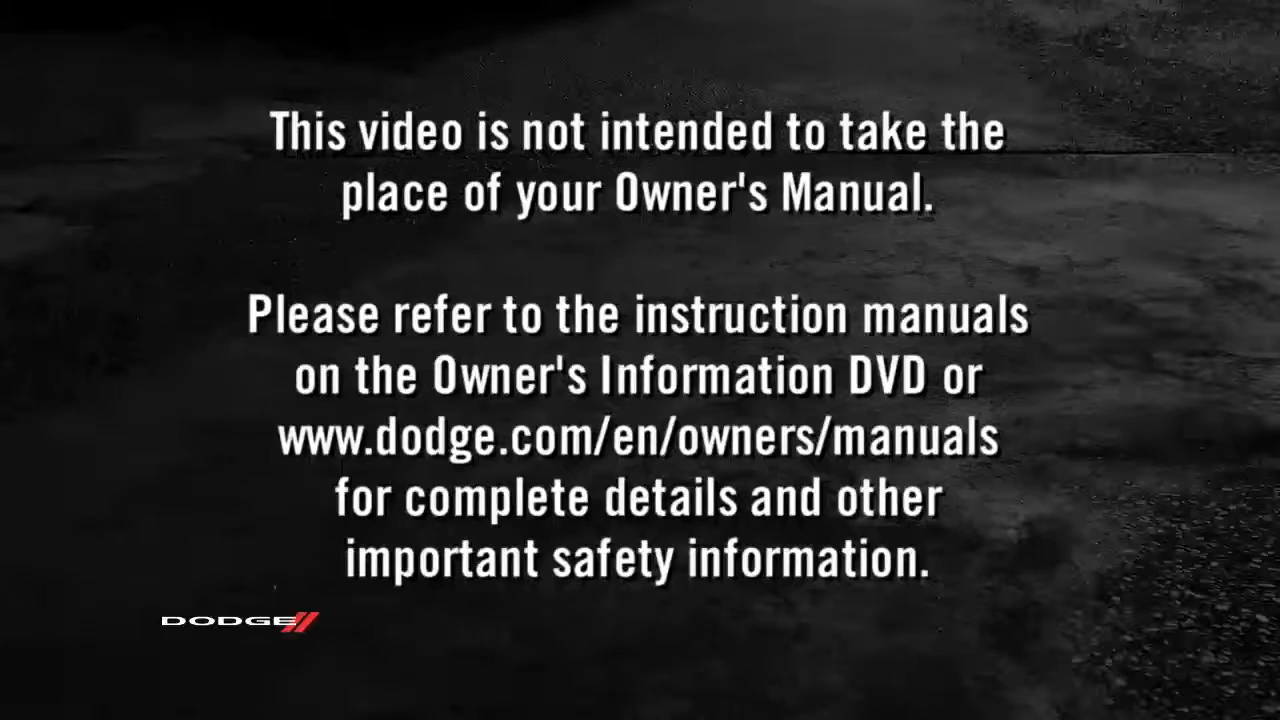 This video is not intended to take the
place of your Owner's Manual.
Please refer to the instruction manuals
on the Owner's Information DVD or
www.dodge.com/en/owners/manuals
for complete details and other
important safety information.
DODGE